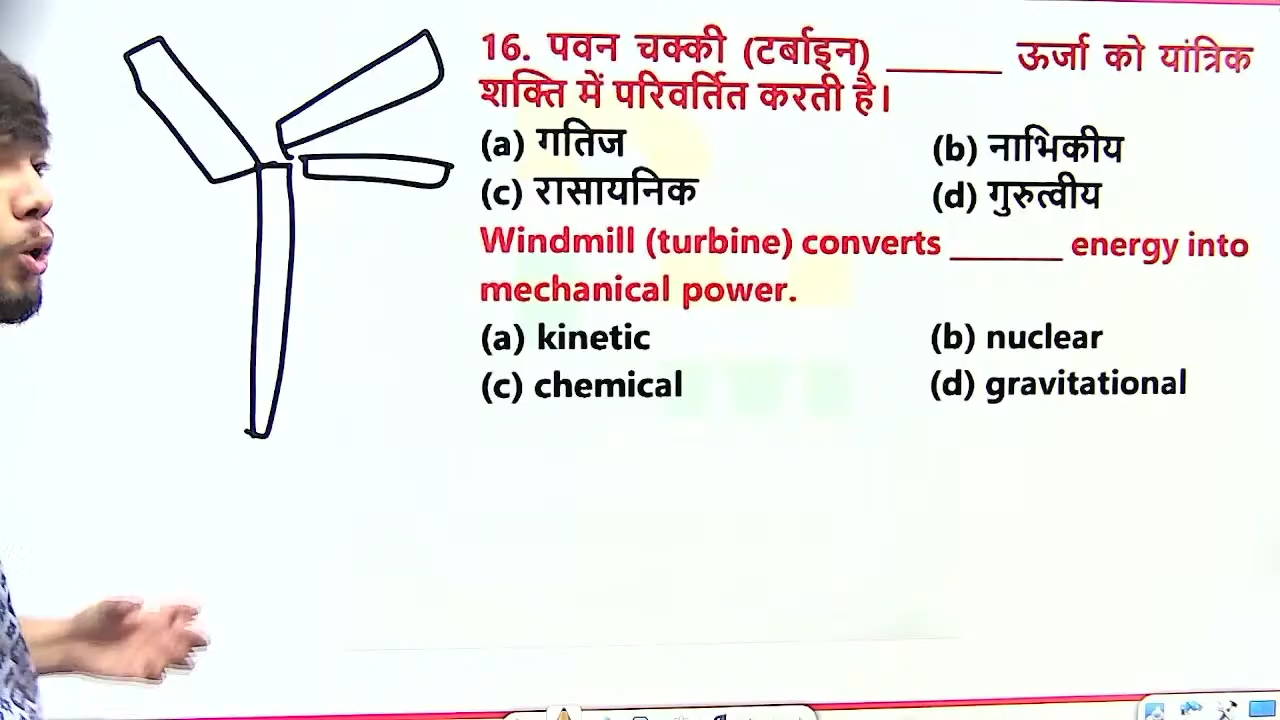 16. पवन चक्की (टर्बाइन) _______ ऊर्जा को यांत्रिक
शक्ति में परिवर्तित करती है।
(a) गतिज (b) नाभिकीय
(c) रासायनिक (d) गुरुत्वीय
Windmill (turbine) converts _______ energy into
mechanical power.
(a) kinetic (b) nuclear
(c) chemical (d) gravitational